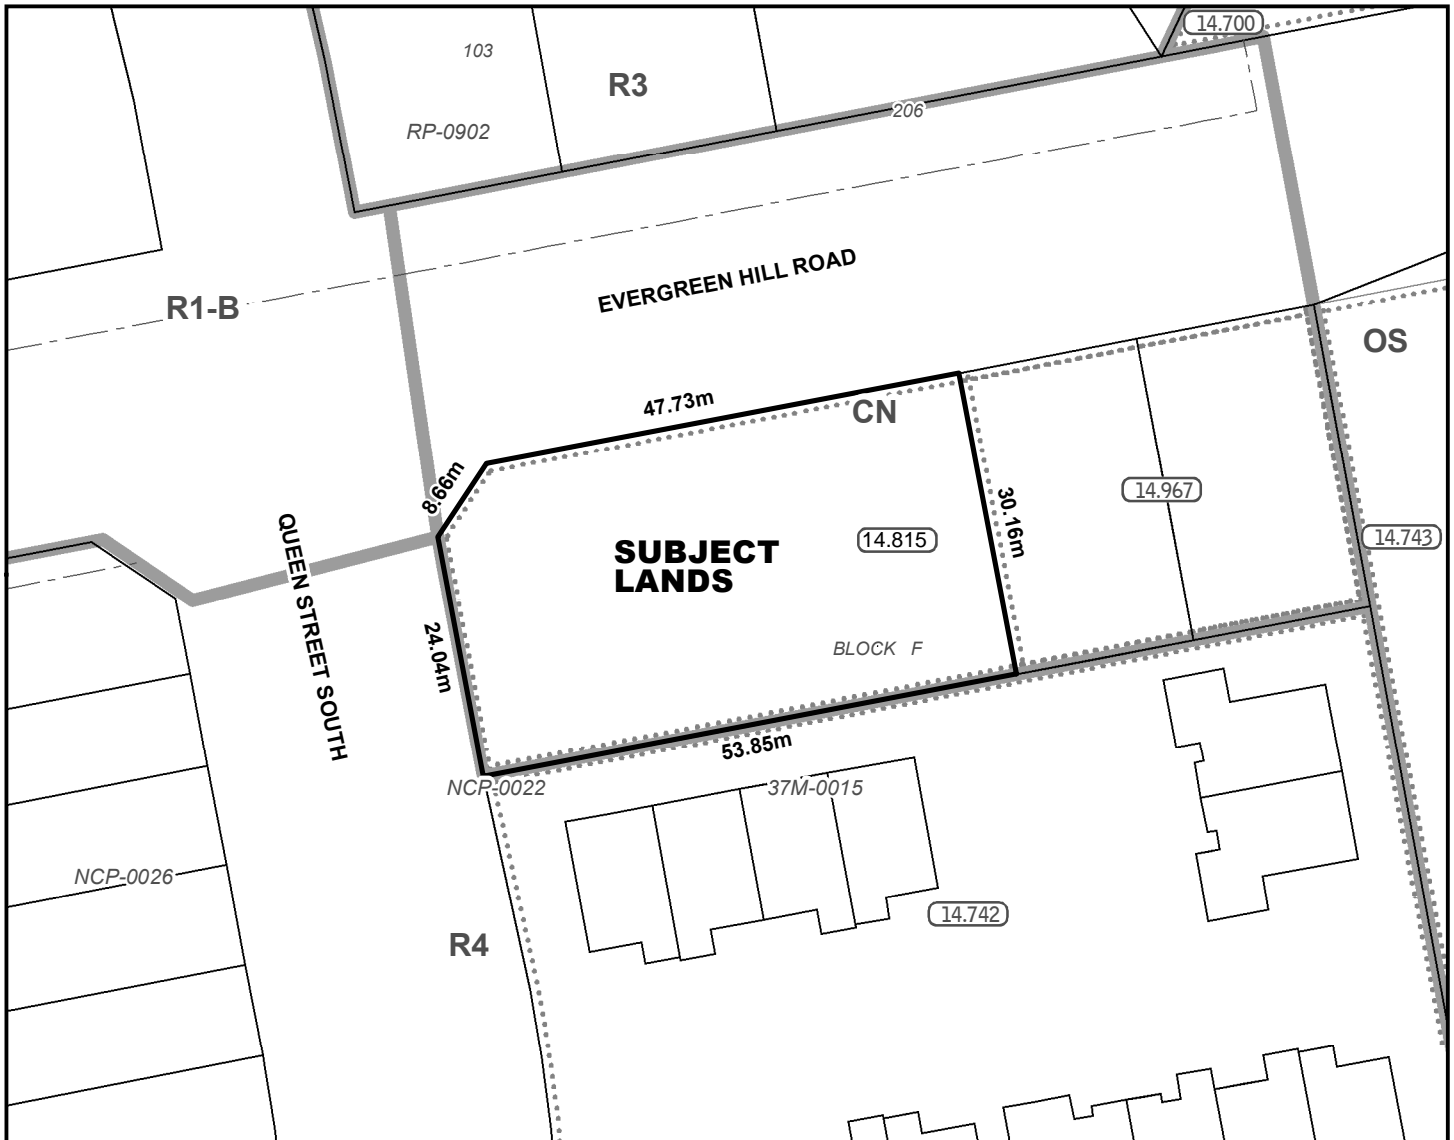 14.700
103
R3
206
RP-0902
EVERGREEN HILL ROAD
R1-B
OS
47.73m
CN
8.66m
14.967
30.16m
QUEEN STREET SOUTH
14.815
14.743
SUBJECT
LANDS
24.04m
BLOCK F
53.85m
NCP-0022
37M-0015
NCP-0026
14.742
R4